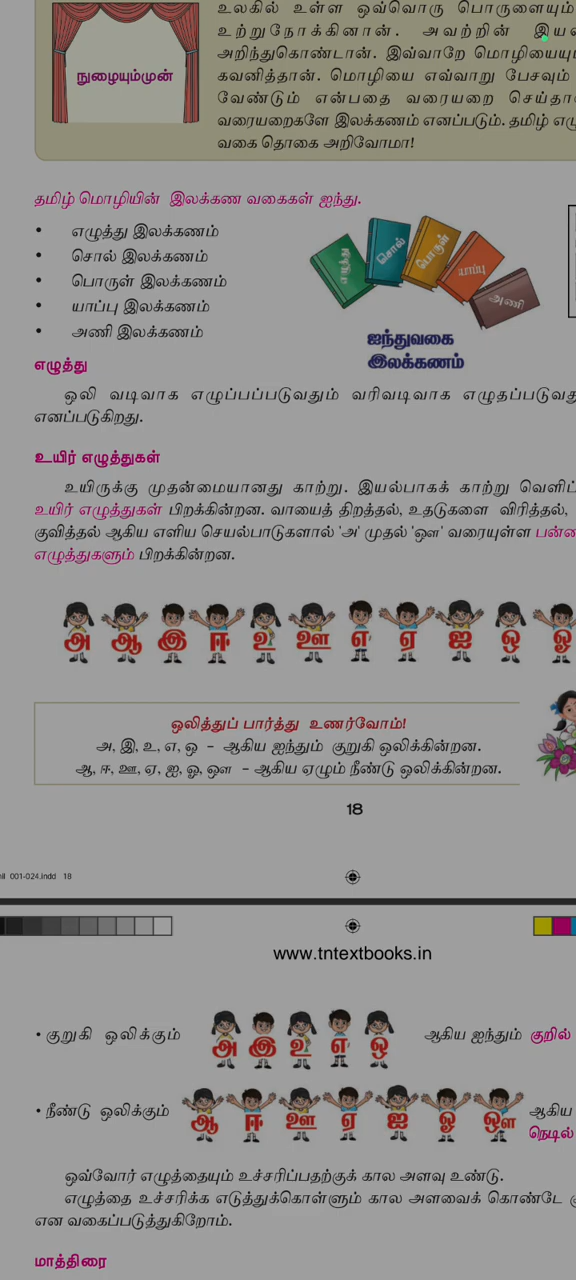 உலகில் உள்ள ஒவ்வொரு பொருளையும்
உற்றுநோக்கினான். அவற்றின்
நுழையும்முன்
அறிந்துகொண்டான். இவ்வாறே
கவனித்தான். மொழியை எவ்வாறு பேசவும்
வேண்டும் என்பதை வரையறை
வரையறைகளே இலக்கணம் எனப்படும். தமிழ்
வகை தொகை அறிவோமா!
தமிழ் மொழியின் இலக்கண வகைகள் ஐந்து.
• எழுத்து இலக்கணம்
• சொல் இலக்கணம்
• பொருள் இலக்கணம்
• யாப்பு இலக்கணம்
• அணி இலக்கணம்
எழுத்து
சொல்
பொருள்
யாப்பு
அணி
ஐந்துவகை
இலக்கணம்
எழுத்து
ஒலி வடிவாக எழுப்பப்படுவதும் வரிவடிவாக
எனப்படுகிறது.
உயிர் எழுத்துகள்
உயிருக்கு முதன்மையானது காற்று. இயல்பாகக் காற்று
உயிர் எழுத்துகள் பிறக்கின்றன. வாயைத் திறத்தல், உதடுகளை விரித்தல்,
குவித்தல் ஆகிய எளிய செயல்பாடுகளால் 'அ' முதல் 'ஔ' வரையுள்ள
எழுத்துகளும் பிறக்கின்றன.
அ ஆ இ ஈ உ ஊ எ ஏ ஐ ஒ ஓ
ஒலித்துப் பார்த்து உணர்வோம்!
அ, இ, உ, எ, ஒ - ஆகிய ஐந்தும் குறுகி ஒலிக்கின்றன.
ஆ, ஈ, ஊ, ஏ, ஐ, ஓ, ஔ - ஆகிய ஏழும் நீண்டு ஒலிக்கின்றன.
18
001-024.indd 18
www.tntextbooks.in
• குறுகி ஒலிக்கும் அ இ உ எ ஒ ஆகிய ஐந்தும் குறில்
• நீண்டு ஒலிக்கும் ஆ ஈ ஊ ஏ ஐ ஓ ஔ ஆகிய
நெடில்
ஒவ்வோர் எழுத்தையும் உச்சரிப்பதற்குக் கால அளவு உண்டு.
எழுத்தை உச்சரிக்க எடுத்துக்கொள்ளும் கால அளவைக் கொண்டே
என வகைப்படுத்துகிறோம்.
மாத்திரை